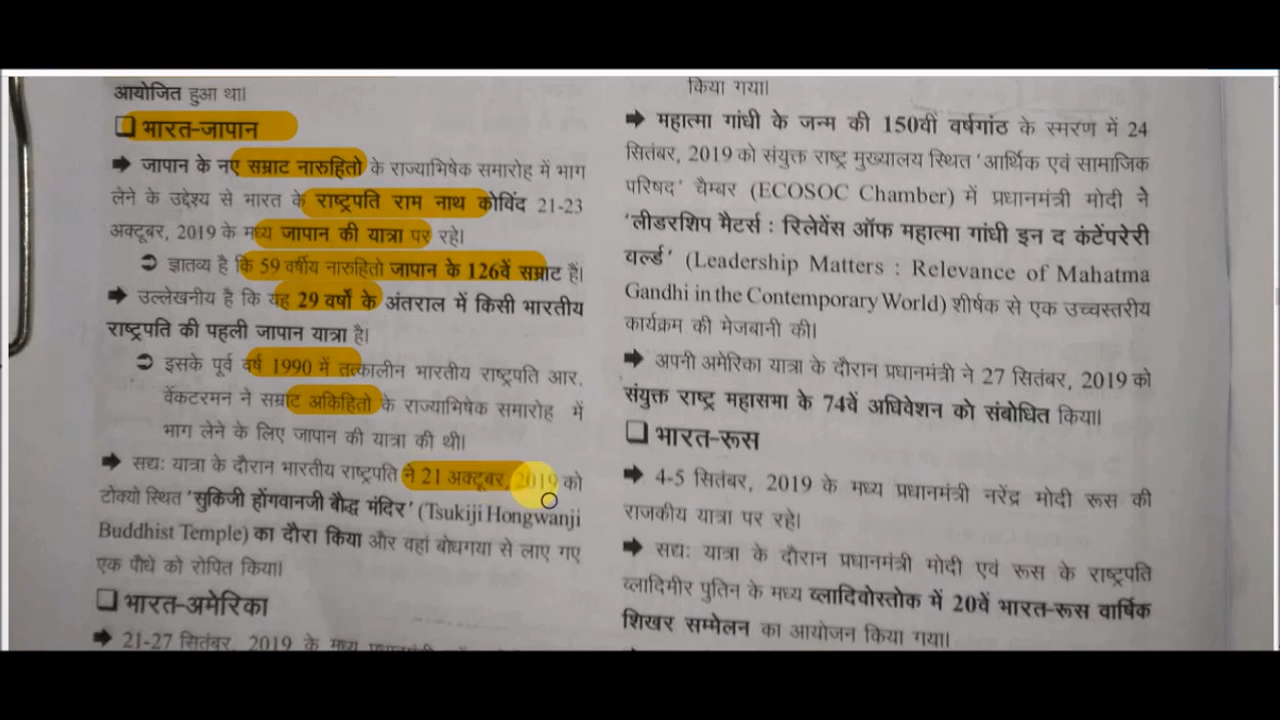 आयोजित हुआ था।
❑ भारत-जापान
➡ जापान के नए सम्राट नारुहितो के राज्याभिषेक समारोह में भाग
लेने के उद्देश्य से भारत के राष्ट्रपति राम नाथ कोविंद 21-23
अक्टूबर, 2019 के मध्य जापान की यात्रा पर रहे।
➲ ज्ञातव्य है कि 59 वर्षीय नारुहितो जापान के 126वें सम्राट हैं।
➡ उल्लेखनीय है कि यह 29 वर्षों के अंतराल में किसी भारतीय
राष्ट्रपति की पहली जापान यात्रा है।
➲ इसके पूर्व वर्ष 1990 में तत्कालीन भारतीय राष्ट्रपति आर.
वेंकटरमन ने सम्राट अकिहितो के राज्याभिषेक समारोह में
भाग लेने के लिए जापान की यात्रा की थी।
➡ सद्यः यात्रा के दौरान भारतीय राष्ट्रपति ने 21 अक्टूबर, 2019 को
टोक्यो स्थित 'सुकिजी होंगवानजी बौद्ध मंदिर' (Tsukiji Hongwanji
Buddhist Temple) का दौरा किया और वहां बोधगया से लाए गए
एक पौधे को रोपित किया।
❑ भारत-अमेरिका
➡ 21-27 सितंबर, 2019 के मध्य
किया गया।
➡ महात्मा गांधी के जन्म की 150वीं वर्षगांठ के स्मरण में 24
सितंबर, 2019 को संयुक्त राष्ट्र मुख्यालय स्थित 'आर्थिक एवं सामाजिक
परिषद' चैम्बर (ECOSOC Chamber) में प्रधानमंत्री मोदी ने
'लीडरशिप मैटर्स : रिलेवेंस ऑफ महात्मा गांधी इन द कंटेंपरेरी
वर्ल्ड' (Leadership Matters : Relevance of Mahatma
Gandhi in the Contemporary World) शीर्षक से एक उच्चस्तरीय
कार्यक्रम की मेजबानी की।
➡ अपनी अमेरिका यात्रा के दौरान प्रधानमंत्री ने 27 सितंबर, 2019 को
संयुक्त राष्ट्र महासभा के 74वें अधिवेशन को संबोधित किया।
❑ भारत-रूस
➡ 4-5 सितंबर, 2019 के मध्य प्रधानमंत्री नरेंद्र मोदी रूस की
राजकीय यात्रा पर रहे।
➡ सद्यः यात्रा के दौरान प्रधानमंत्री मोदी एवं रूस के राष्ट्रपति
व्लादिमीर पुतिन के मध्य व्लादिवोस्तोक में 20वें भारत-रूस वार्षिक
शिखर सम्मेलन का आयोजन किया गया।